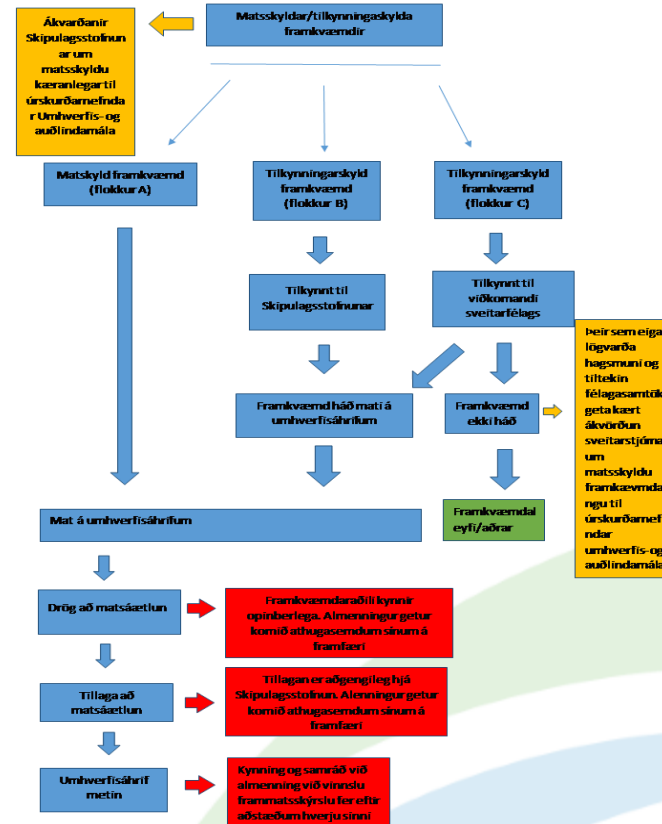 Ákvarðanir
Skipulagsstofnun
ar um
matsskyldu
kæranlegar til
úrskurðarnefnda
r Umhverfis- og
auðlindamála
Matsskyldar/tilkynningaskylda
framkvæmdir
Matskyld framkvæmd
(flokkur A)
Tilkynningarskyld
framkvæmd
(flokkur B)
Tilkynningarskyld
framkvæmd
(flokkur C)
Tilkynnt til
Skipulagsstofnunar
Tilkynnt til
viðkomandi
sveitarfélags
Framkvæmd háð mati á
umhverfisáhrifum
Framkvæmd
ekki háð
Þeir sem eiga
lögvarða
hagsmuni og
tiltekin
félagasamtök
geta kært
ákvörðun
sveitarstjórna
um
matsskyldu
framkævmda
ngu til
úrskurðarnef
ndar
umhverfis-og
auðlindamála
Framkvæmdal
eyfi/aðrar
Mat á umhverfisáhrifum
Drög að matsáætlun
Framkvæmdaraðili kynnir
opinberlega. Almenningur getur
komið athugasemdum sínum á
framfæri
Tillaga að
matsáætlun
Tillagan er aðgengileg hjá
Skipulagsstofnun. Alenningur getur
komið athugasemdum sínum á
framfæri
Umhverfisáhrif
metin
Kynning og samráð við
almenning við vinnslu
frammatsskýrslu fer eftir
aðstæðum hverju sinni